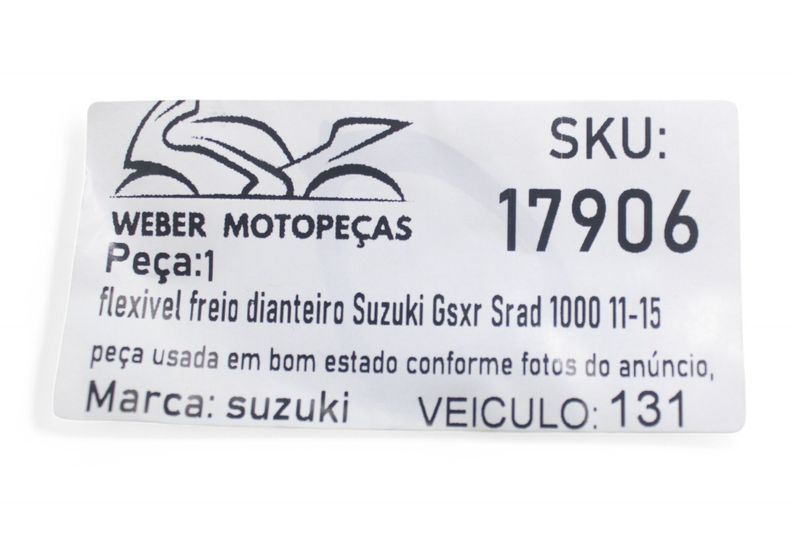 WEBER MOTOPEÇAS
SKU:
17906
Peça:1
flexivel freio dianteiro Suzuki Gsxr Srad 1000 11-15
peça usada em bom estado conforme fotos do anúncio,
Marca: suzuki
VEICULO: 131